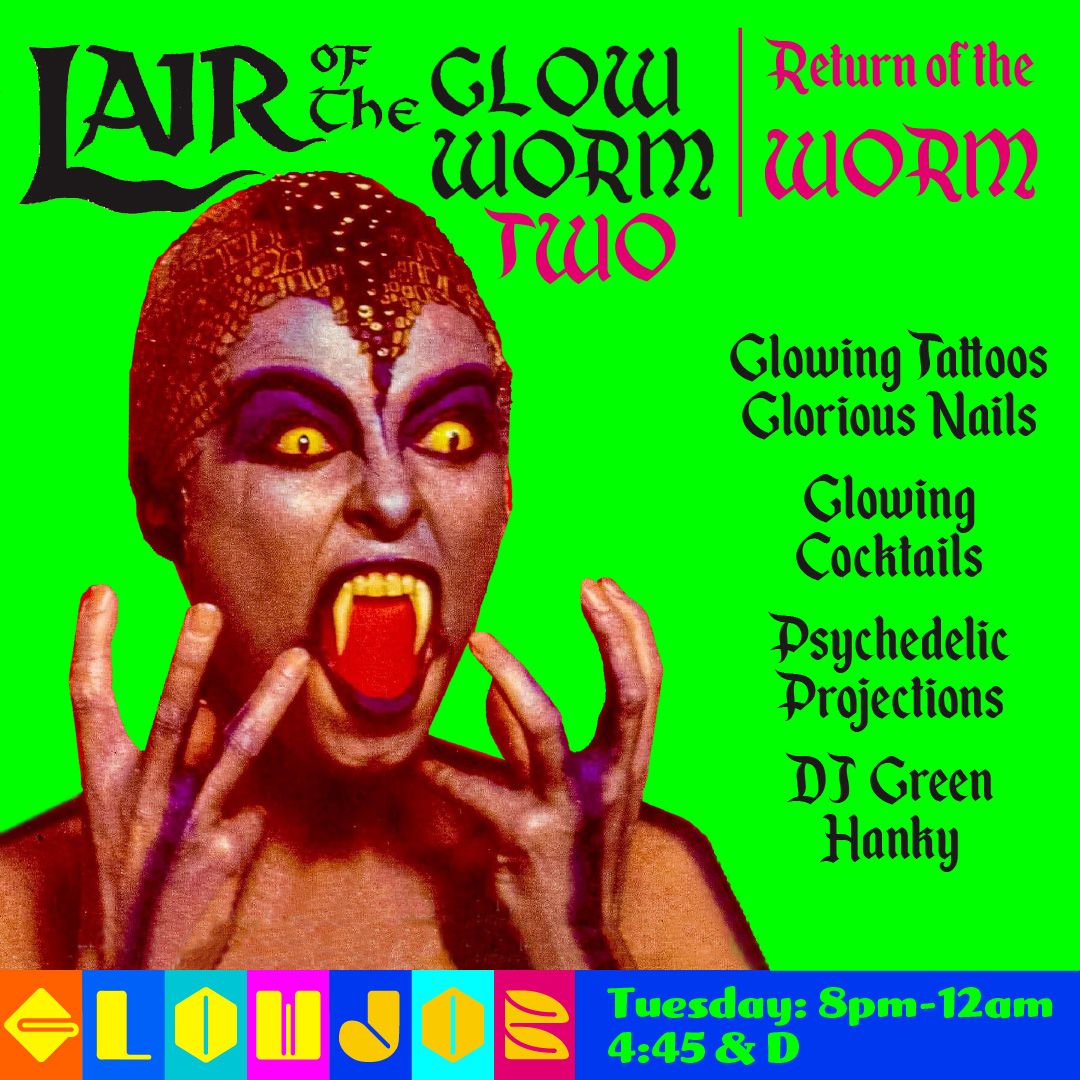 LAIR OF The GLOW WORM TWO
Return of the
WORM
Glowing Tattoos
Glorious Nails
Glowing
Cocktails
Psychedelic
Projections
DJ Green
Hanky
GLOWJOB
Tuesday: 8pm-12am
4:45 & D